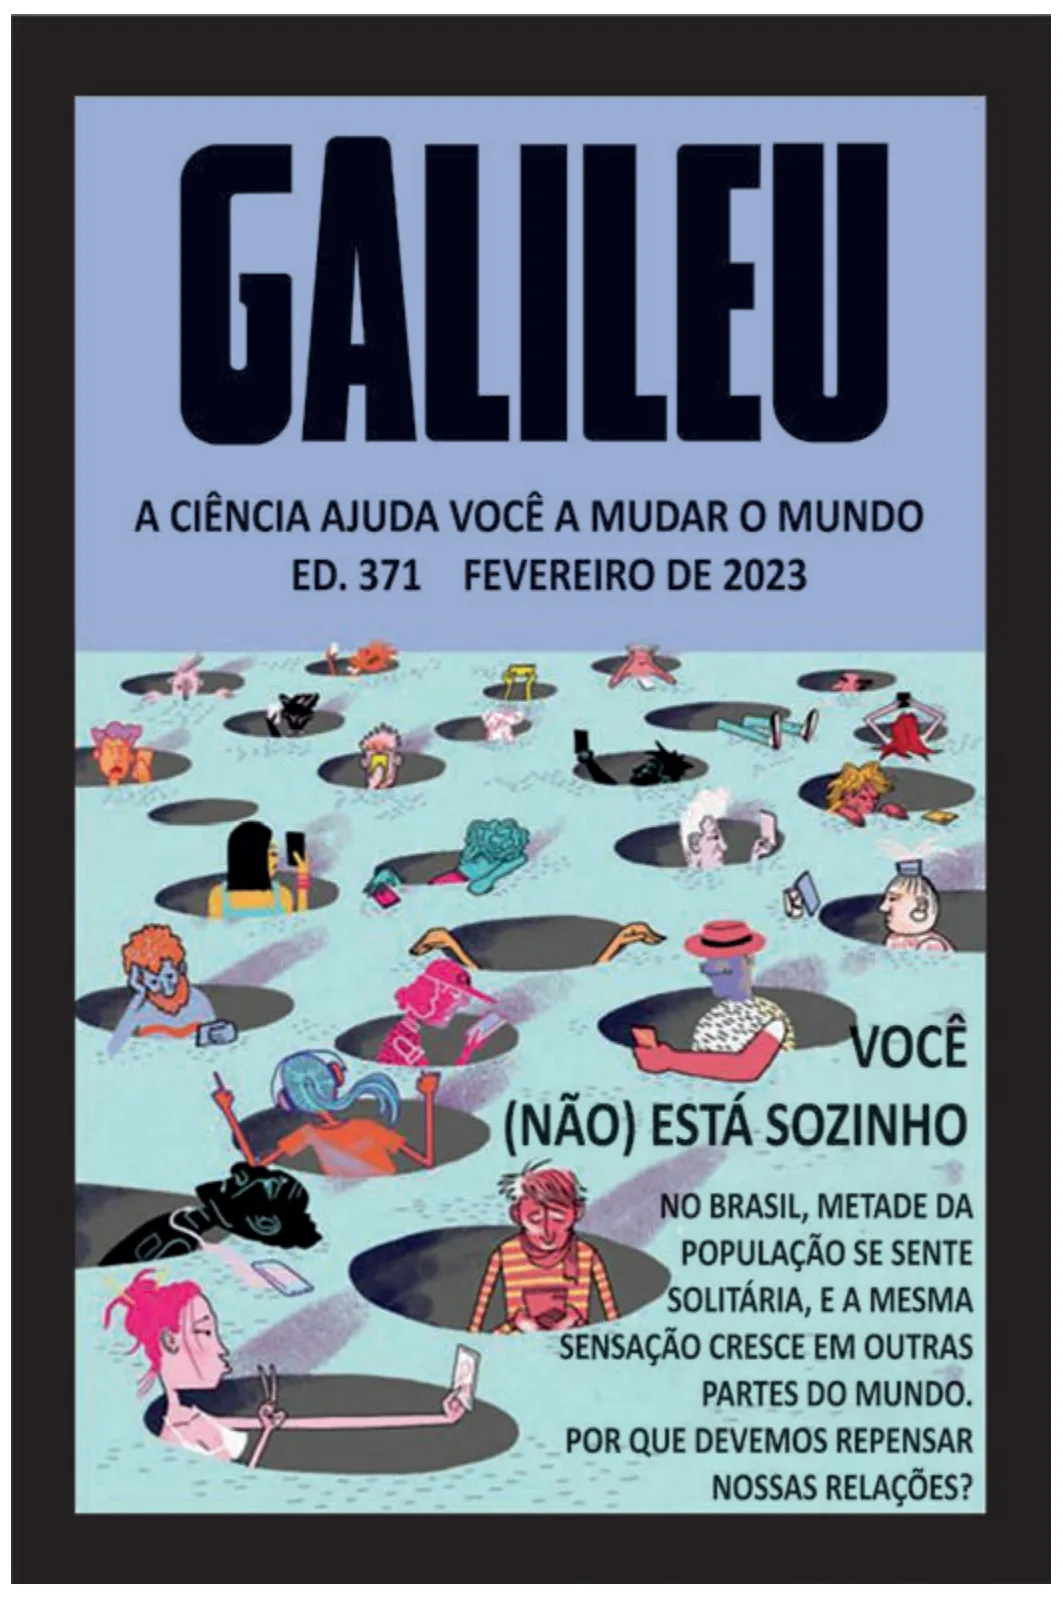 GALILEU
A CIÊNCIA AJUDA VOCÊ A MUDAR O MUNDO
ED. 371 FEVEREIRO DE 2023
VOCÊ
(NÃO) ESTÁ SOZINHO
NO BRASIL, METADE DA
POPULAÇÃO SE SENTE
SOLITÁRIA, E A MESMA
SENSAÇÃO CRESCE EM OUTRAS
PARTES DO MUNDO.
POR QUE DEVEMOS REPENSAR
NOSSAS RELAÇÕES?